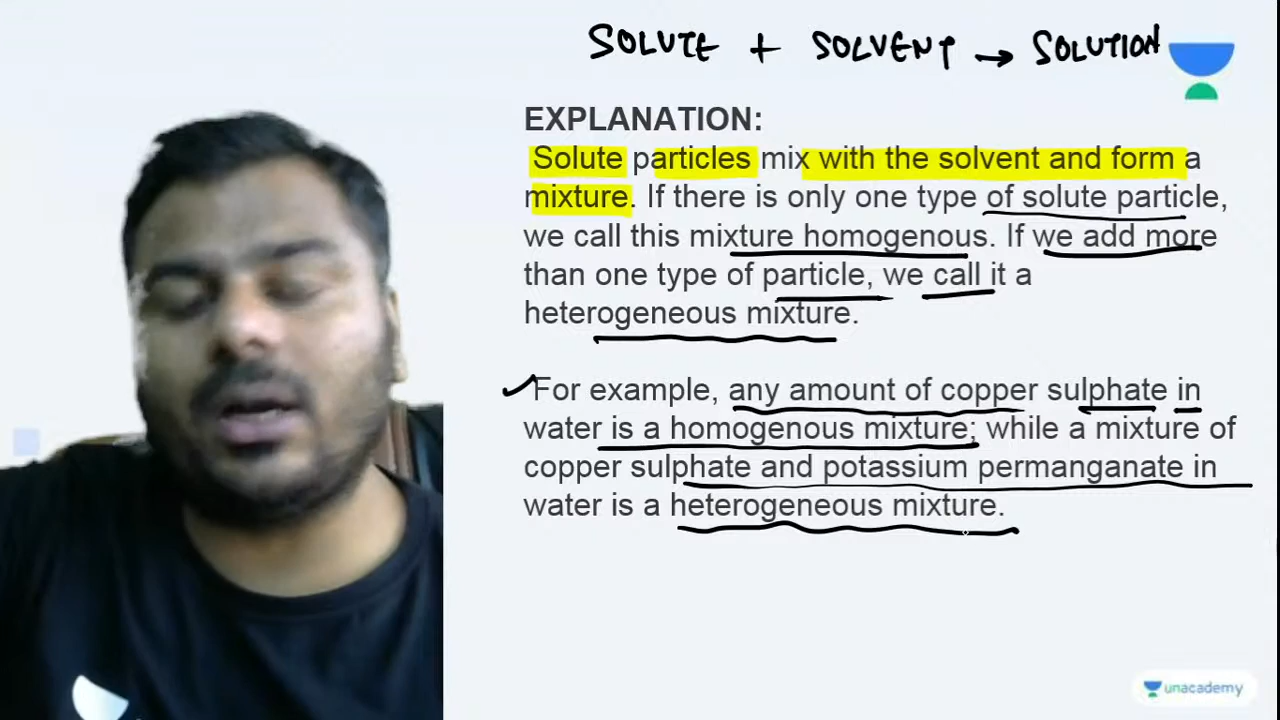 SOLUTE + SOLVENT → SOLUTION
EXPLANATION:
Solute particles mix with the solvent and form a
mixture. If there is only one type of solute particle,
we call this mixture homogenous. If we add more
than one type of particle, we call it a
heterogeneous mixture.
For example, any amount of copper sulphate in
water is a homogenous mixture; while a mixture of
copper sulphate and potassium permanganate in
water is a heterogeneous mixture.
unacademy